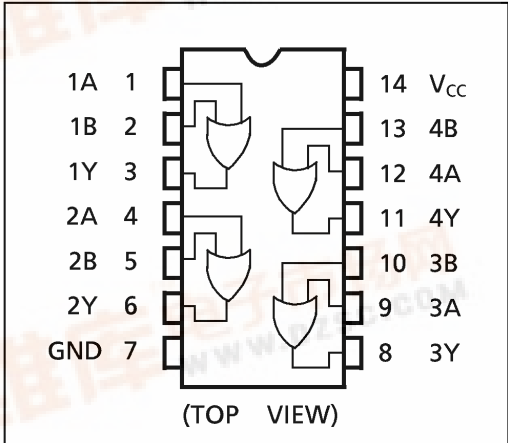 1A 1
1B 2
1Y 3
2A 4
2B 5
2Y 6
GND 7
14 VCC
13 4B
12 4A
11 4Y
10 3B
9 3A
8 3Y
(TOP VIEW)